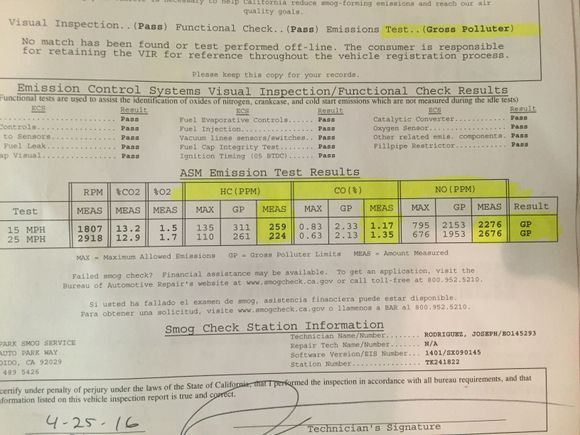 necessary to help California reduce smog-forming emissions and reach our air
quality goals.
Visual Inspection..(Pass) Functional Check..(Pass) Emissions Test..(Gross Polluter)
No match has been found or test performed off-line. The consumer is responsible
for retaining the VIR for reference throughout the vehicle registration process.
Please keep this copy for your records.
Emission Control Systems Visual Inspection/Functional Check Results
Functional tests are used to assist the identification of oxides of nitrogen, crankcase, and cold start emissions which are not measured during the idle tests)
ECS Result ECS Result ECS Result
Pass Fuel Evaporative Controls..... Pass Catalytic Converter........ Pass
Controls..... Pass Fuel Injection..... Pass Oxygen Sensor..... Pass
to Sensors. Pass Vacuum lines sensors/switches.. Pass Other related emis. components. Pass
Fuel Leak. Pass Fuel Cap Integrity Test..... Pass Fillpipe Restrictor..... Pass
ap Visual.... Pass Ignition Timing (05 BTDC)..... Pass
ASM Emission Test Results
RPM %CO2 %O2 HC(PPM) CO(%) NO(PPM)
Test MEAS MEAS MEAS MAX GP MEAS MAX GP MEAS MAX GP MEAS Result
15 MPH 1807 13.2 1.5 135 311 259 0.83 2.33 1.17 795 2153 2276 GP
25 MPH 2918 12.9 1.7 110 261 224 0.63 2.13 1.35 676 1953 2676 GP
MAX = Maximum Allowed Emissions GP = Gross Polluter Limits MEAS = Amount Measured
Failed smog check? Financial assistance may be available. To get an application, visit the
Bureau of Automotive Repair's website at www.smogcheck.ca.gov or call toll-free at 800.952.5210.
Si usted ha fallado el examen de smog, asistencia financiera puede estar disponible.
Para obtener una solicitud, visite www.smogcheck.ca.gov o llamenos a BAR al 800.952.5210.
Smog Check Station Information
PARK SMOG SERVICE Technician Name/Number........ RODRIGUEZ, JOSEPH/EO145293
AUTO PARK WAY Repair Tech Name/Number....... N/A
DIDO, CA 92029 Software Version/EIS Number... 1401/SX090145
489 5426 Station Number................ TK241822
certify under penalty of perjury under the laws of the State of California, that I performed the inspection in accordance with all bureau requirements, and that
information listed on this vehicle inspection report is true and correct.
4-25-16
Technician's Signature